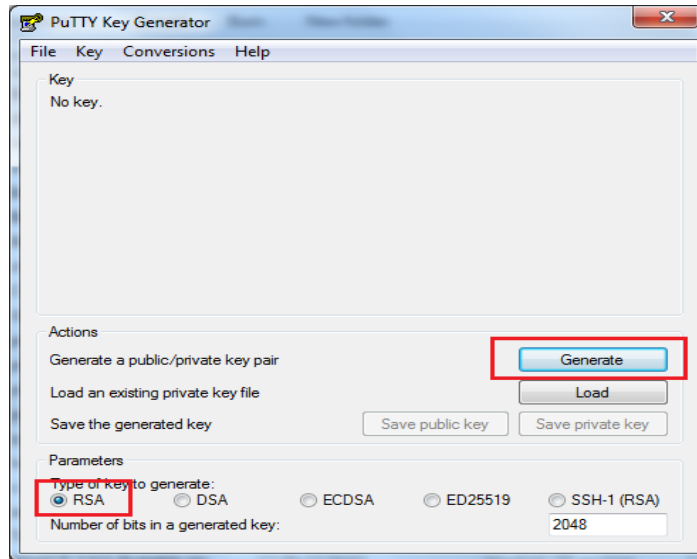 PuTTY Key Generator
File Key Conversions Help
Key
No key.
Actions
Generate a public/private key pair Generate
Load an existing private key file Load
Save the generated key Save public key Save private key
Parameters
Type of key to generate:
RSA DSA ECDSA ED25519 SSH-1 (RSA)
Number of bits in a generated key: 2048